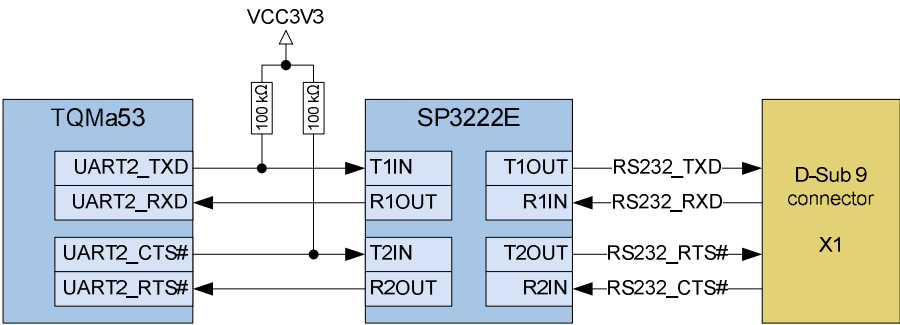 VCC3V3
100 kΩ
100 kΩ
TQMa53
SP3222E
UART2_TXD
T1IN
T1OUT
RS232_TXD
UART2_RXD
R1OUT
R1IN
RS232_RXD
UART2_CTS#
T2IN
T2OUT
RS232_RTS#
UART2_RTS#
R2OUT
R2IN
RS232_CTS#
D-Sub 9
connector
X1